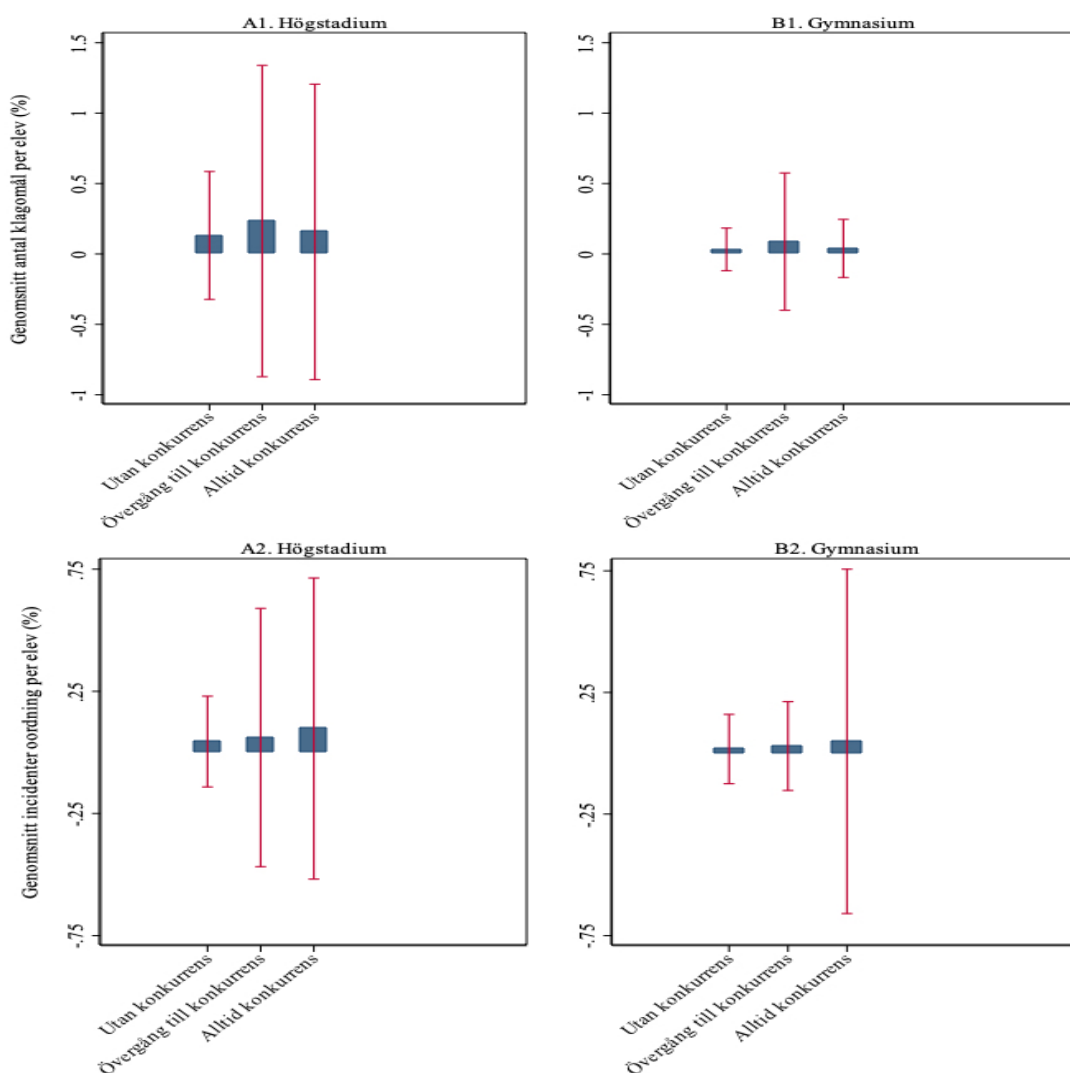 A1. Högstadium
Genomsnitt antal klagomål per elev (%)
1.5
1
0.5
0
-0.5
-1
Utan konkurrens
Övergång till konkurrens
Alltid konkurrens
B1. Gymnasium
1.5
1
0.5
0
-0.5
-1
Utan konkurrens
Övergång till konkurrens
Alltid konkurrens
A2. Högstadium
Genomsnitt incidenter oordning per elev (%)
.75
.25
-.25
-.75
Utan konkurrens
Övergång till konkurrens
Alltid konkurrens
B2. Gymnasium
.75
.25
-.25
-.75
Utan konkurrens
Övergång till konkurrens
Alltid konkurrens